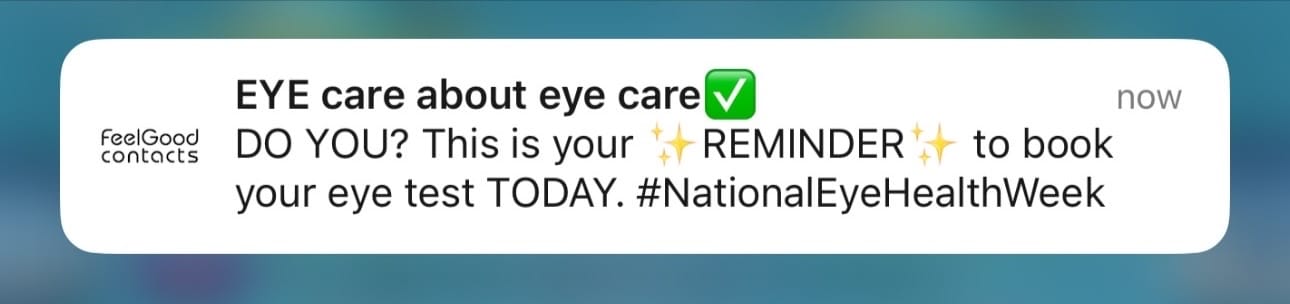 EYE care about eye care✅
now
FeelGood
contacts
DO YOU? This is your ✨REMINDER✨ to book
your eye test TODAY. #NationalEyeHealthWeek